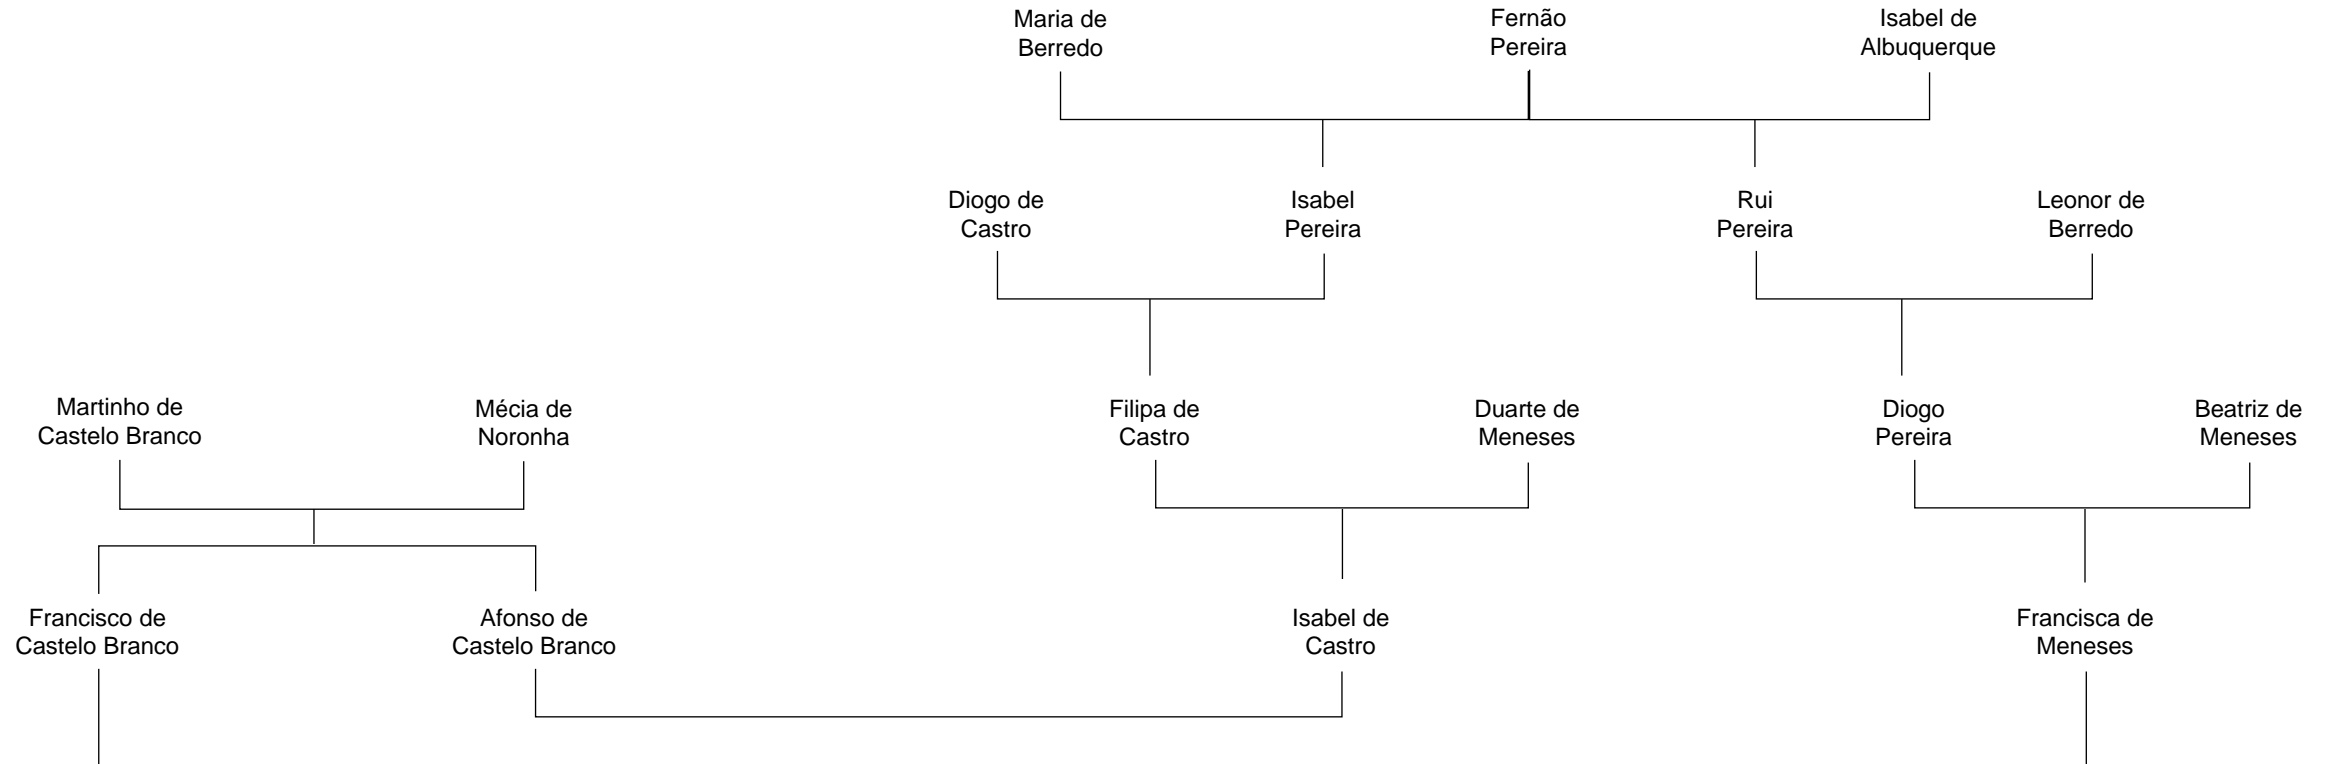 Maria de
Berredo
Fernão
Pereira
Isabel de
Albuquerque
Diogo de
Castro
Isabel
Pereira
Rui
Pereira
Leonor de
Berredo
Martinho de
Castelo Branco
Mécia de
Noronha
Filipa de
Castro
Duarte de
Meneses
Diogo
Pereira
Beatriz de
Meneses
Francisco de
Castelo Branco
Afonso de
Castelo Branco
Isabel de
Castro
Francisca de
Meneses